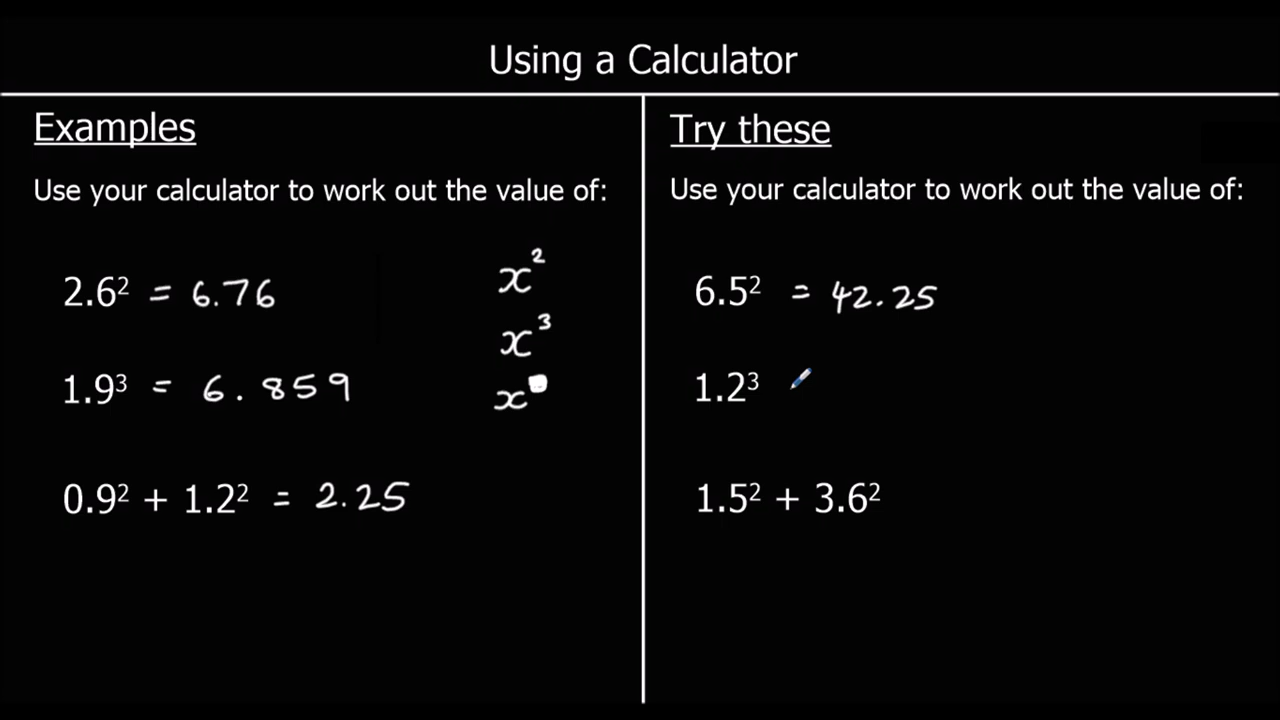 Using a Calculator
Examples
Use your calculator to work out the value of:
2.6² = 6.76
x²
x³
x
1.9³ = 6.859
0.9² + 1.2² = 2.25
Try these
Use your calculator to work out the value of:
6.5² = 42.25
1.2³
1.5² + 3.6²